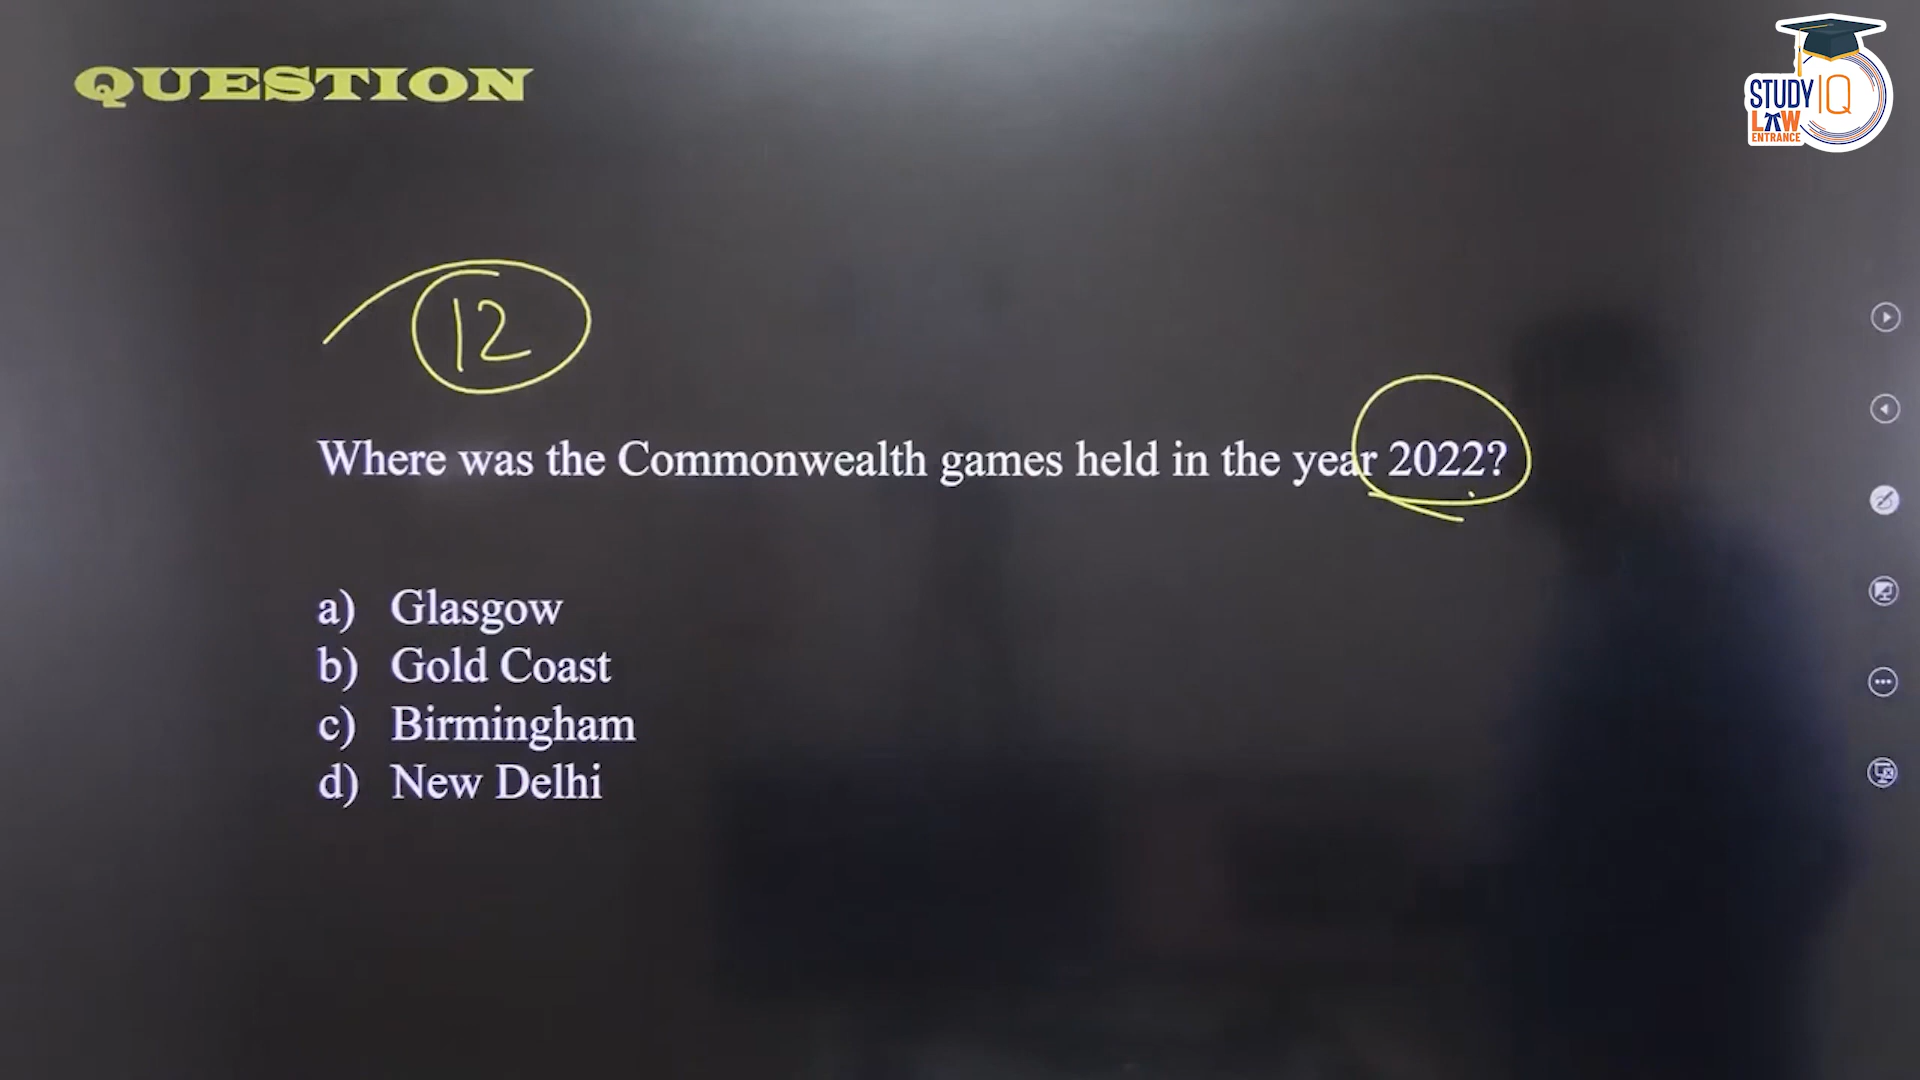 QUESTION
STUDY IQ
LAW
ENTRANCE
12
Where was the Commonwealth games held in the year 2022?
a) Glasgow
b) Gold Coast
c) Birmingham
d) New Delhi